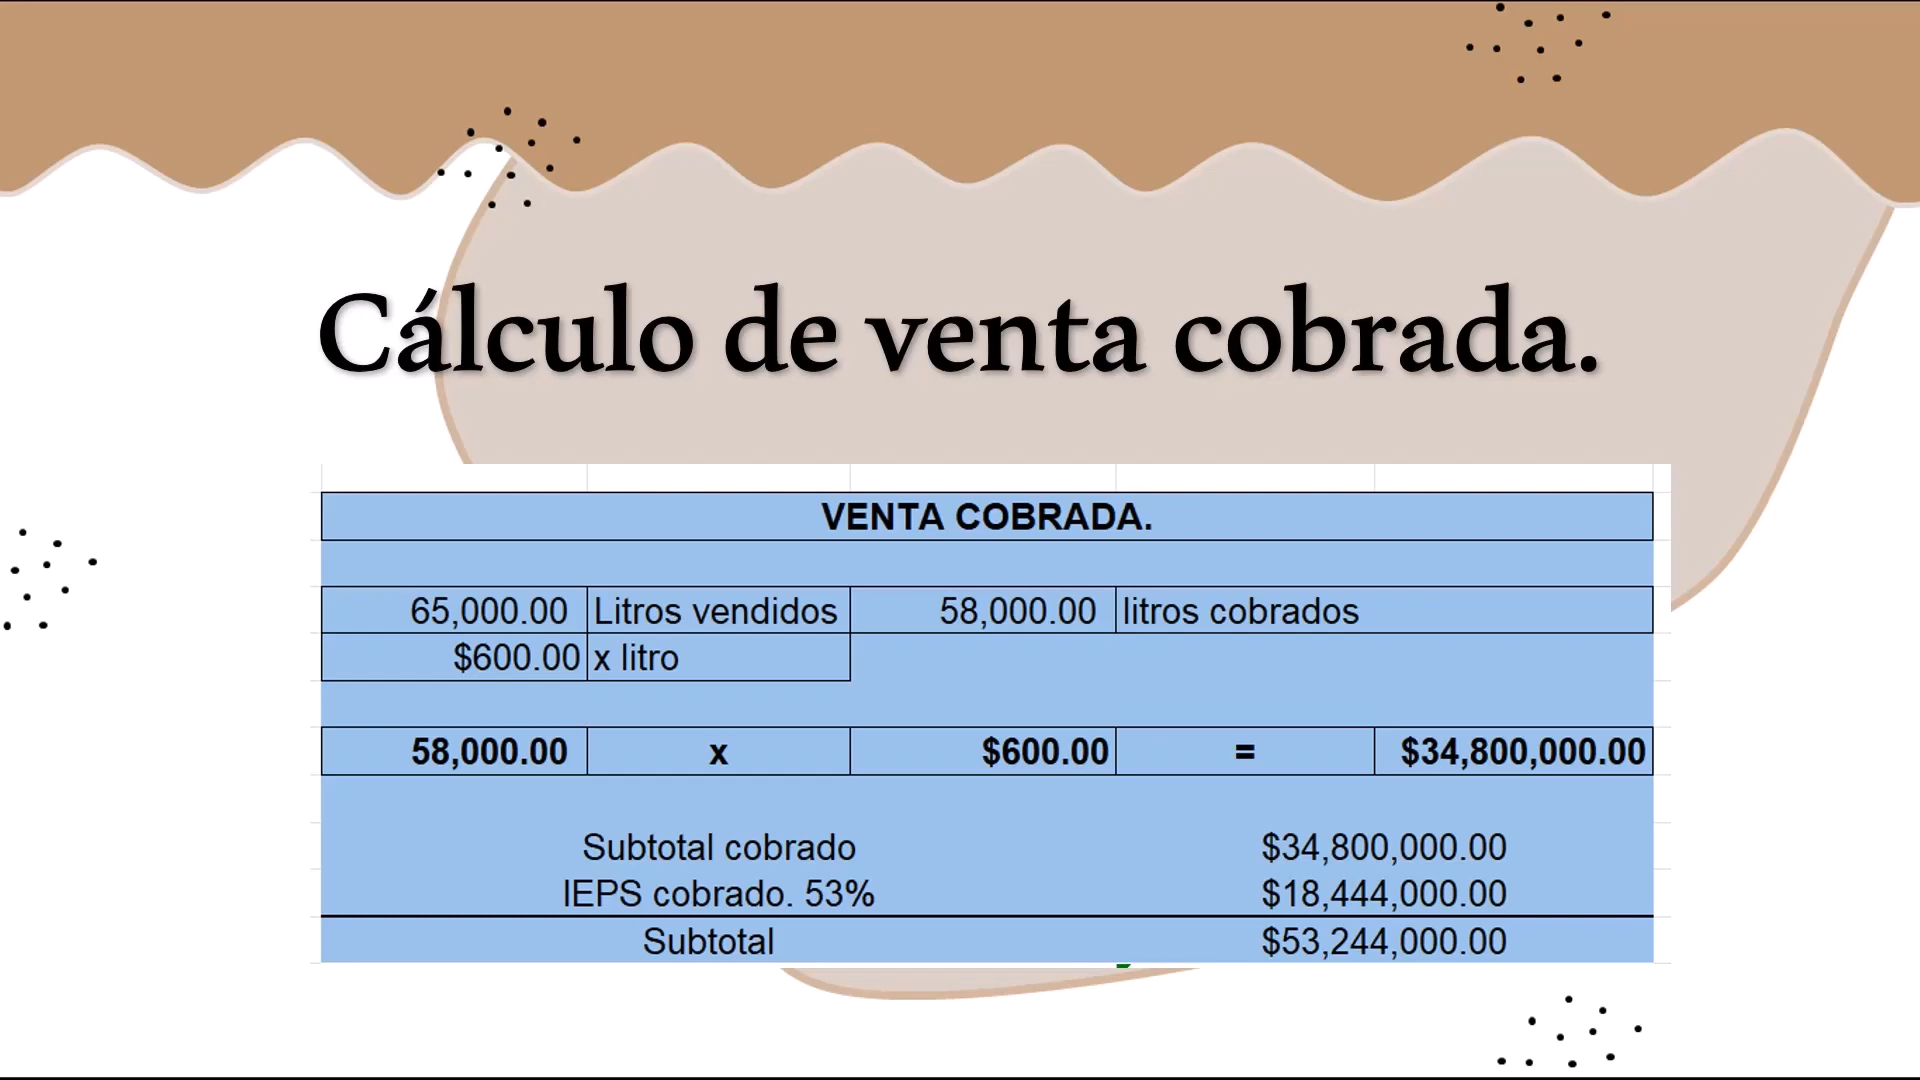 Cálculo de venta cobrada.
VENTA COBRADA.
65,000.00 Litros vendidos 58,000.00 litros cobrados
$600.00 x litro
58,000.00 x $600.00 = $34,800,000.00
Subtotal cobrado $34,800,000.00
IEPS cobrado. 53% $18,444,000.00
Subtotal $53,244,000.00